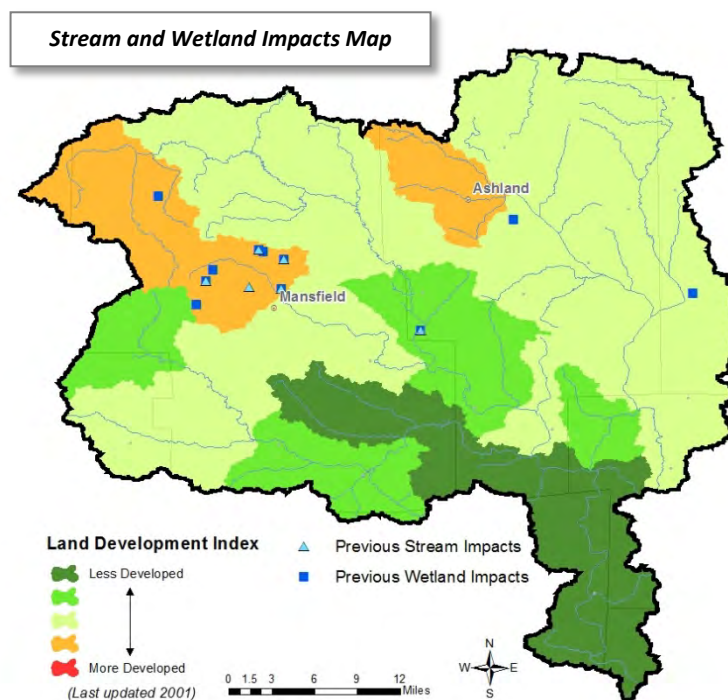 Stream and Wetland Impacts Map
Ashland
Mansfield
Land Development Index
Less Developed
More Developed
(Last updated 2001)
Previous Stream Impacts
Previous Wetland Impacts
0 1.5 3 6 9 12
Miles
N
W E
S